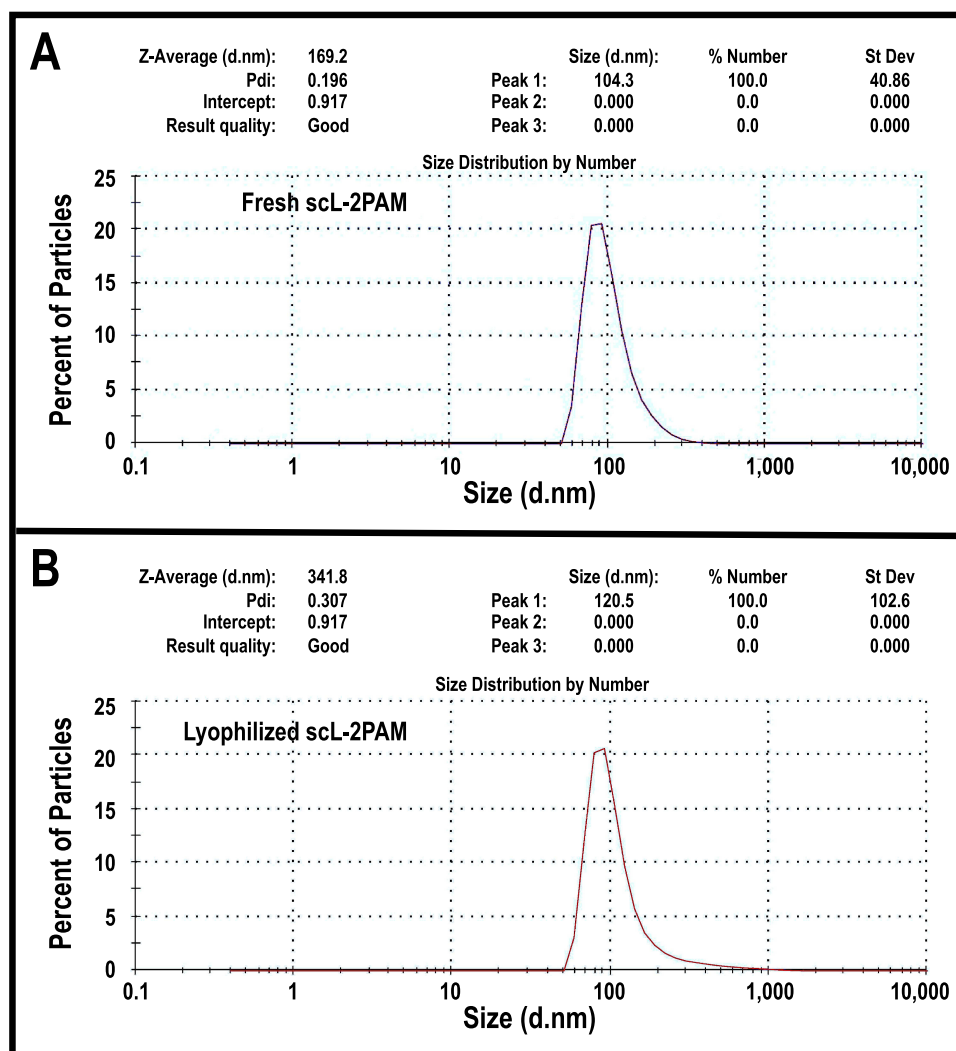 A
Z-Average (d.nm): 169.2 Size (d.nm): % Number St Dev
Pdi: 0.196 Peak 1: 104.3 100.0 40.86
Intercept: 0.917 Peak 2: 0.000 0.0 0.000
Result quality: Good Peak 3: 0.000 0.0 0.000
Size Distribution by Number
Fresh scL-2PAM
Percent of Particles
25
20
15
10
5
0
0.1 1 10 100 1,000 10,000
Size (d.nm)
B
Z-Average (d.nm): 341.8 Size (d.nm): % Number St Dev
Pdi: 0.307 Peak 1: 120.5 100.0 102.6
Intercept: 0.917 Peak 2: 0.000 0.0 0.000
Result quality: Good Peak 3: 0.000 0.0 0.000
Size Distribution by Number
Lyophilized scL-2PAM
Percent of Particles
25
20
15
10
5
0
0.1 1 10 100 1,000 10,000
Size (d.nm)